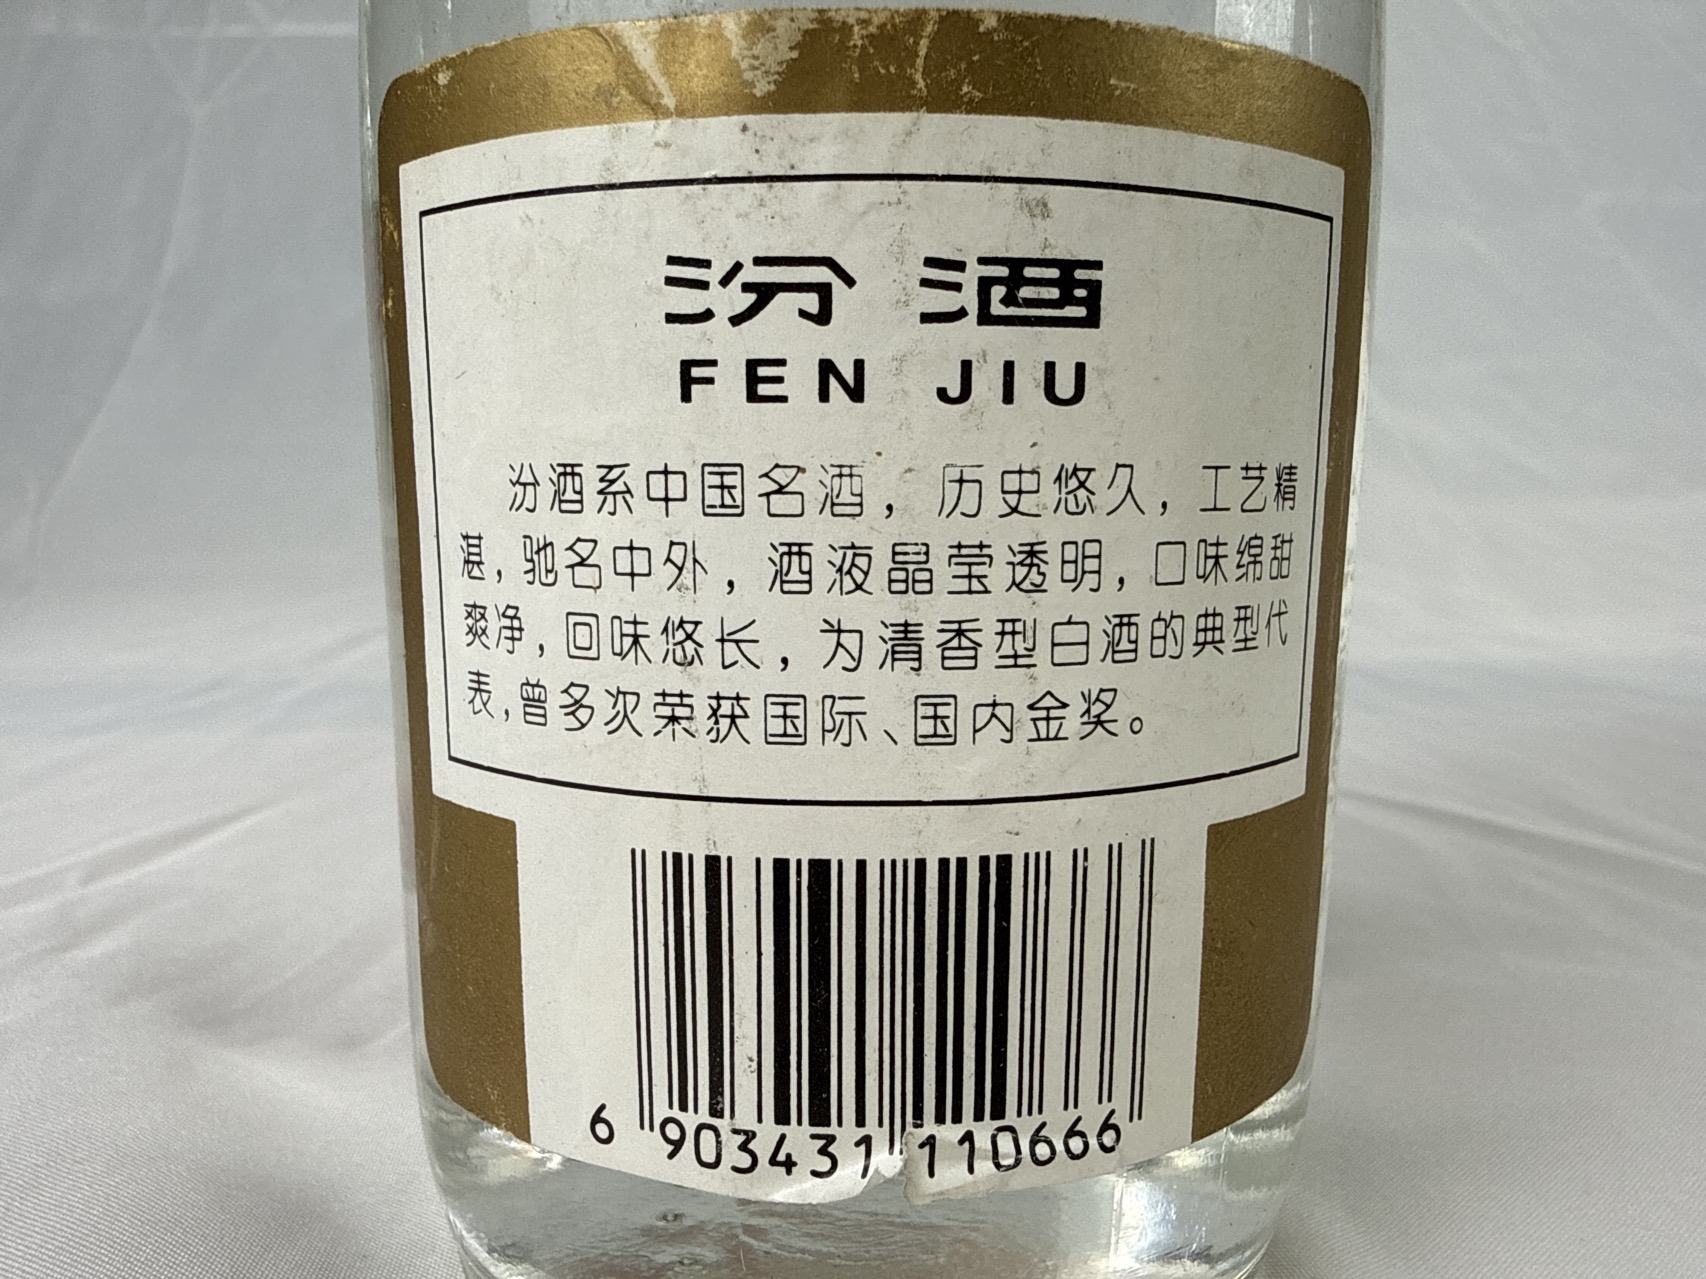 汾酒
FEN JIU
汾酒系中国名酒，历史悠久，工艺精
湛，驰名中外，酒液晶莹透明，口味绵甜
爽净，回味悠长，为清香型白酒的典型代
表，曾多次荣获国际、国内金奖。
6 903431 110666